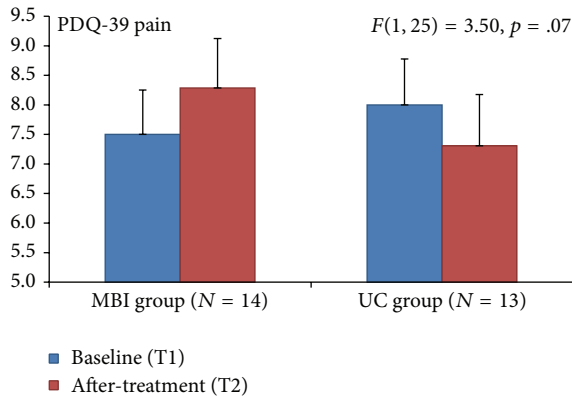 PDQ-39 pain
F(1, 25) = 3.50, p = .07
9.5
9.0
8.5
8.0
7.5
7.0
6.5
6.0
5.5
5.0
MBI group (N = 14)
UC group (N = 13)
Baseline (T1)
After-treatment (T2)